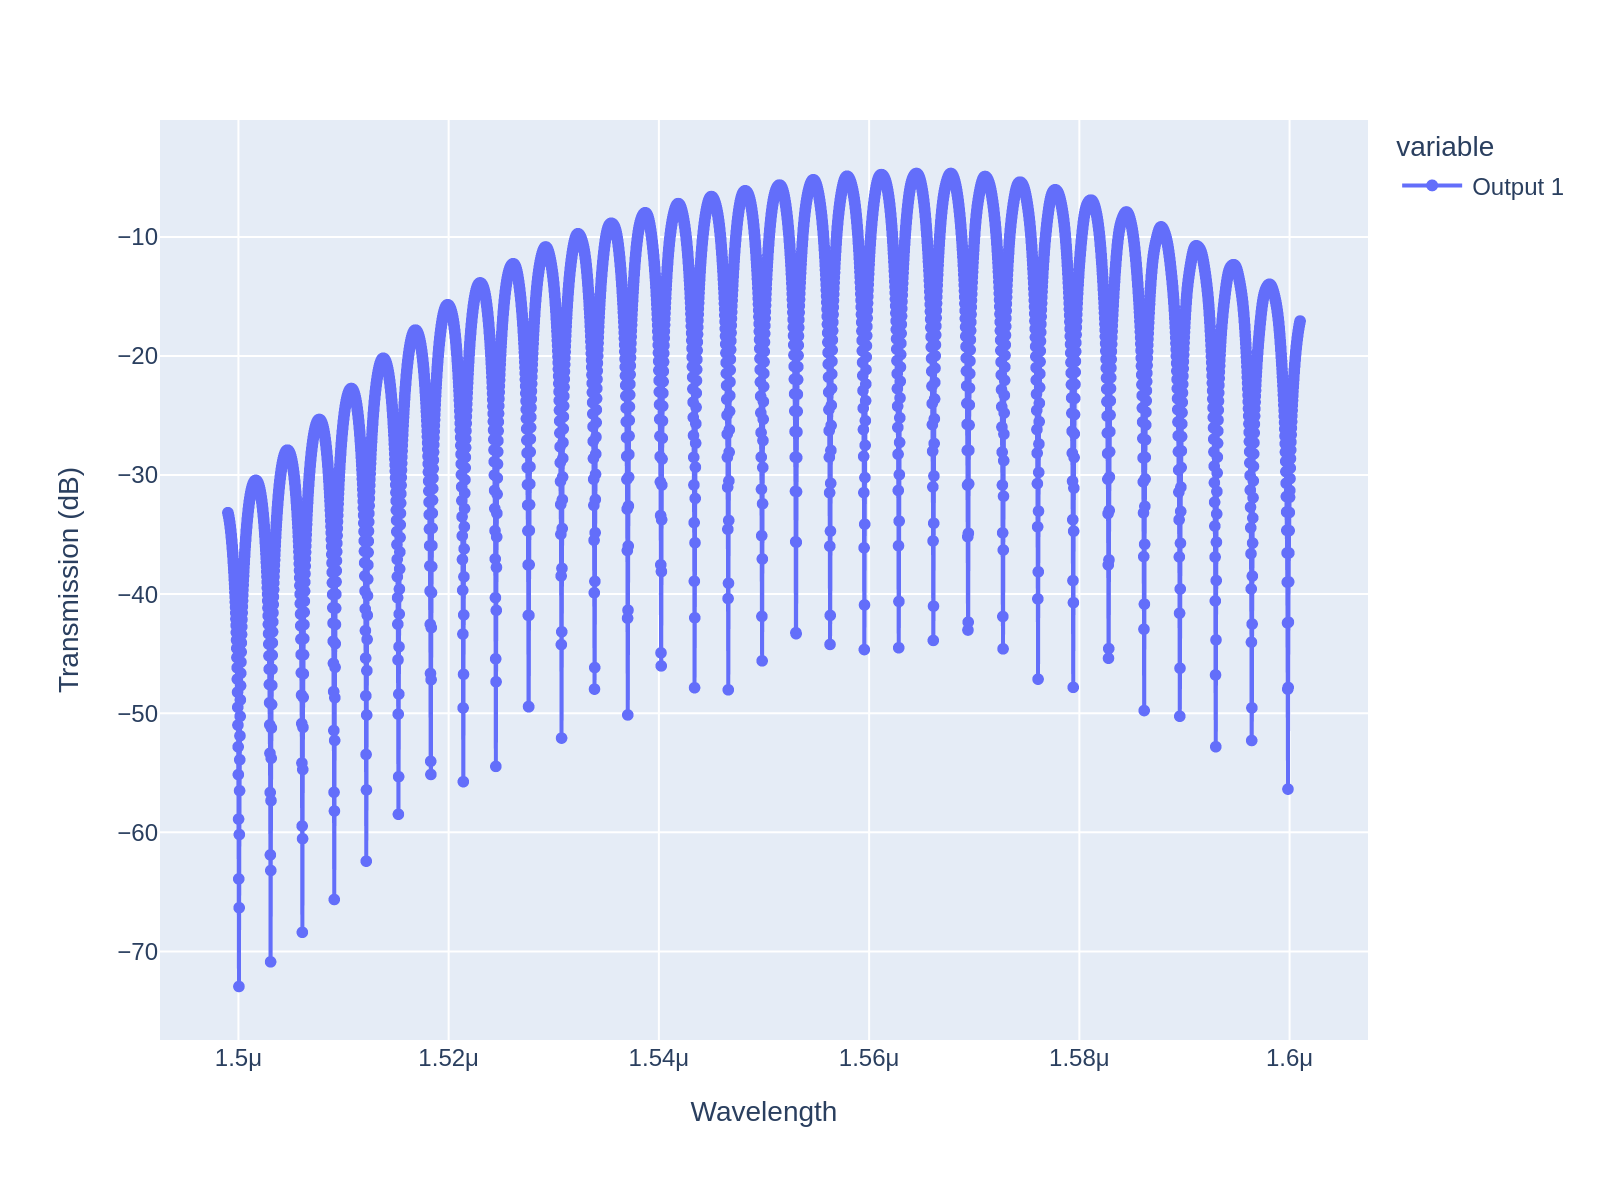 variable
Output 1
Transmission (dB)
−10
−20
−30
−40
−50
−60
−70
1.5μ
1.52μ
1.54μ
1.56μ
1.58μ
1.6μ
Wavelength